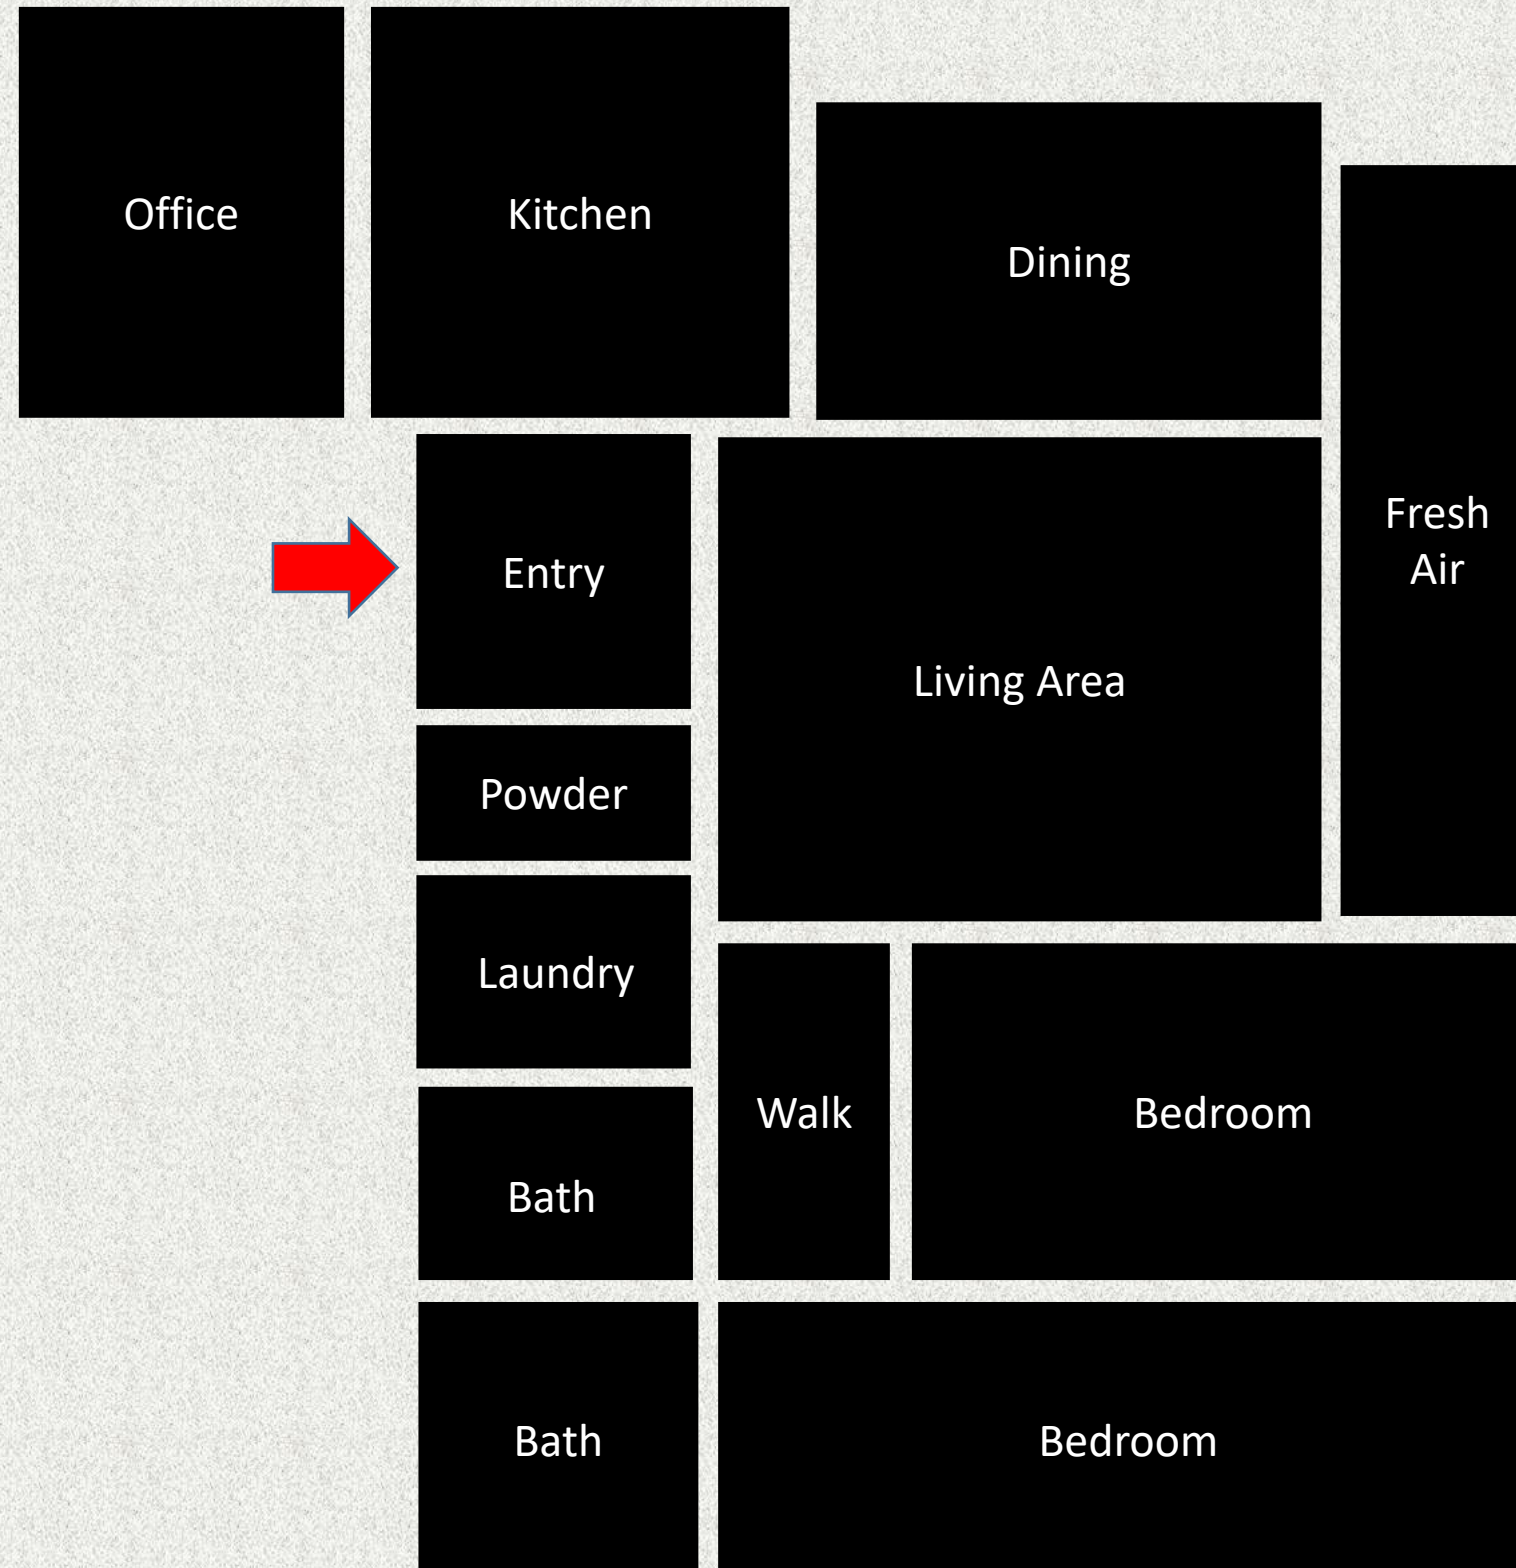 Office
Kitchen
Dining
Fresh
Air
Entry
Living Area
Powder
Laundry
Walk
Bedroom
Bath
Bath
Bedroom